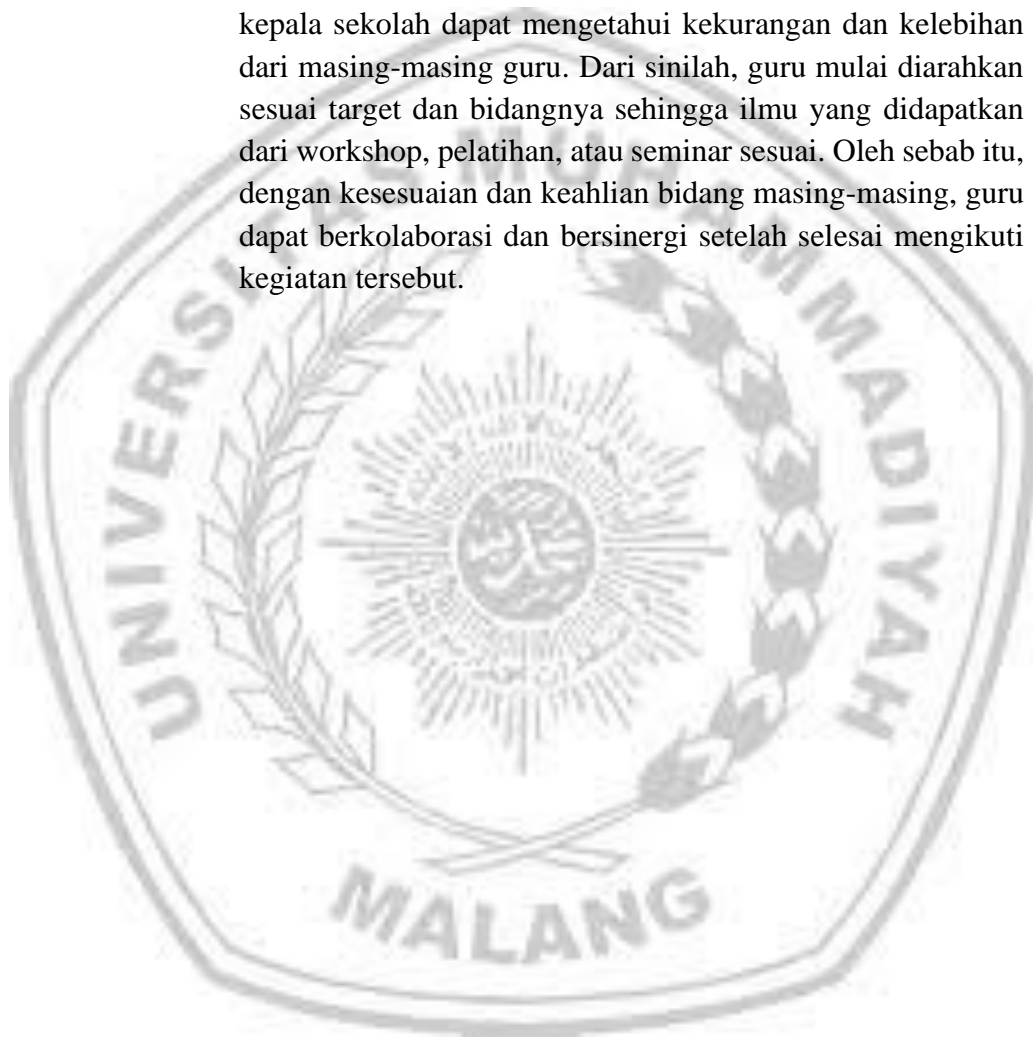 kepala sekolah dapat mengetahui kekurangan dan kelebihan
dari masing-masing guru. Dari sinilah, guru mulai diarahkan
sesuai target dan bidangnya sehingga ilmu yang didapatkan
dari workshop, pelatihan, atau seminar sesuai. Oleh sebab itu,
dengan kesesuaian dan keahlian bidang masing-masing, guru
dapat berkolaborasi dan bersinergi setelah selesai mengikuti
kegiatan tersebut.
UNIVERSITAS MUHAMMADIYAH
MALANG